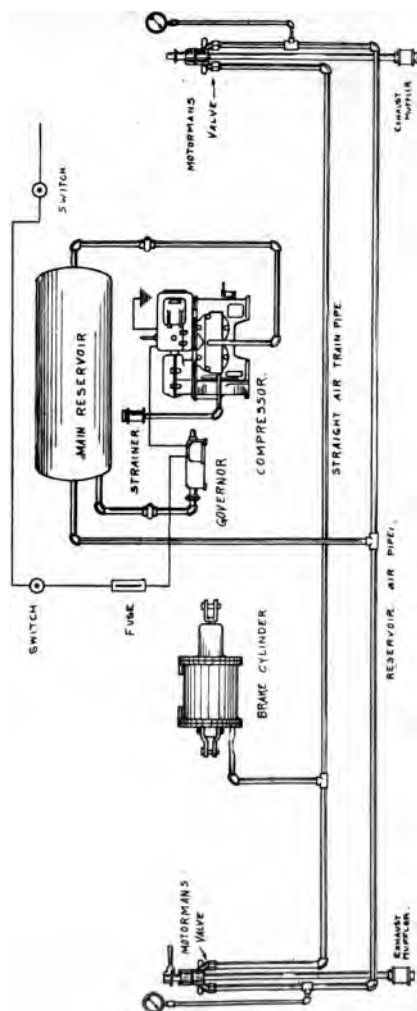 SWITCH
FUSE
SWITCH
MAIN RESERVOIR
STRAINER
GOVERNOR
COMPRESSOR.
BRAKE CYLINDER
MOTORMANS
VALVE
MOTORMANS
VALVE
STRAIGHT AIR TRAIN PIPE
RESERVOIR. AIR PIPE.
EXHAUST
MUFFLER.
EXHAUST
MUFFLER